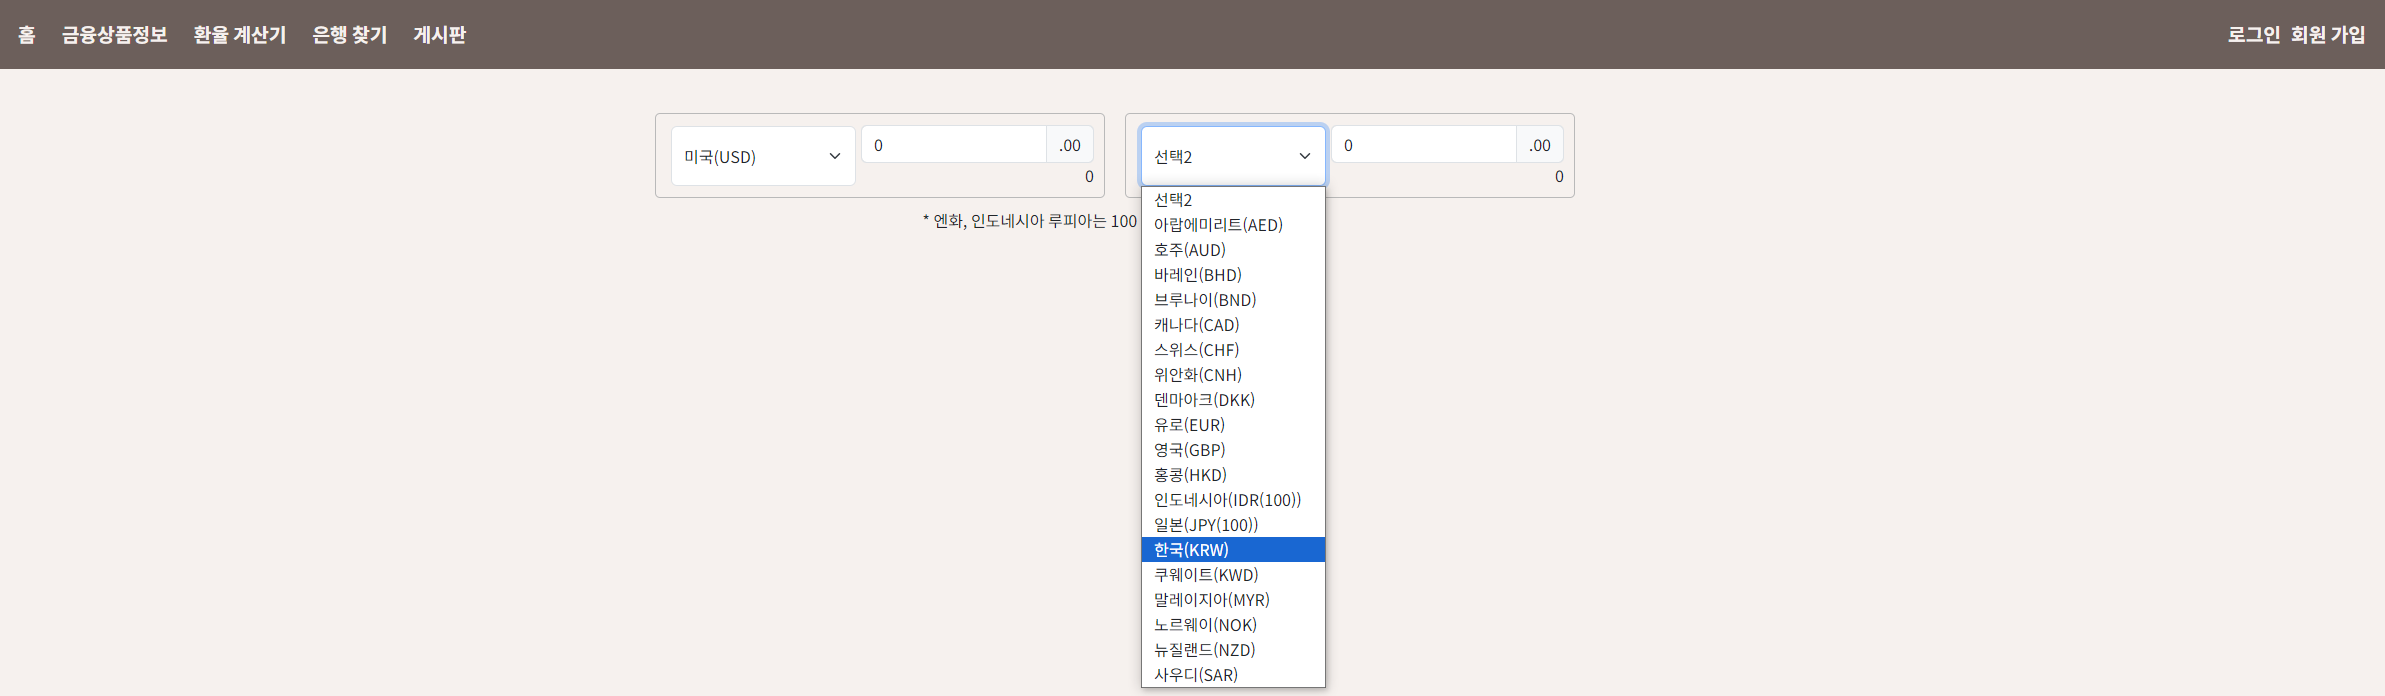 홈 금융상품정보 환율 계산기 은행 찾기 게시판 로그인 회원 가입
미국(USD) 0 .00 선택2 0 .00
0 0
* 엔화, 인도네시아 루피아는 100
선택2
아랍에미리트(AED)
호주(AUD)
바레인(BHD)
브루나이(BND)
캐나다(CAD)
스위스(CHF)
위안화(CNH)
덴마아크(DKK)
유로(EUR)
영국(GBP)
홍콩(HKD)
인도네시아(IDR(100))
일본(JPY(100))
한국(KRW)
쿠웨이트(KWD)
말레이지아(MYR)
노르웨이(NOK)
뉴질랜드(NZD)
사우디(SAR)